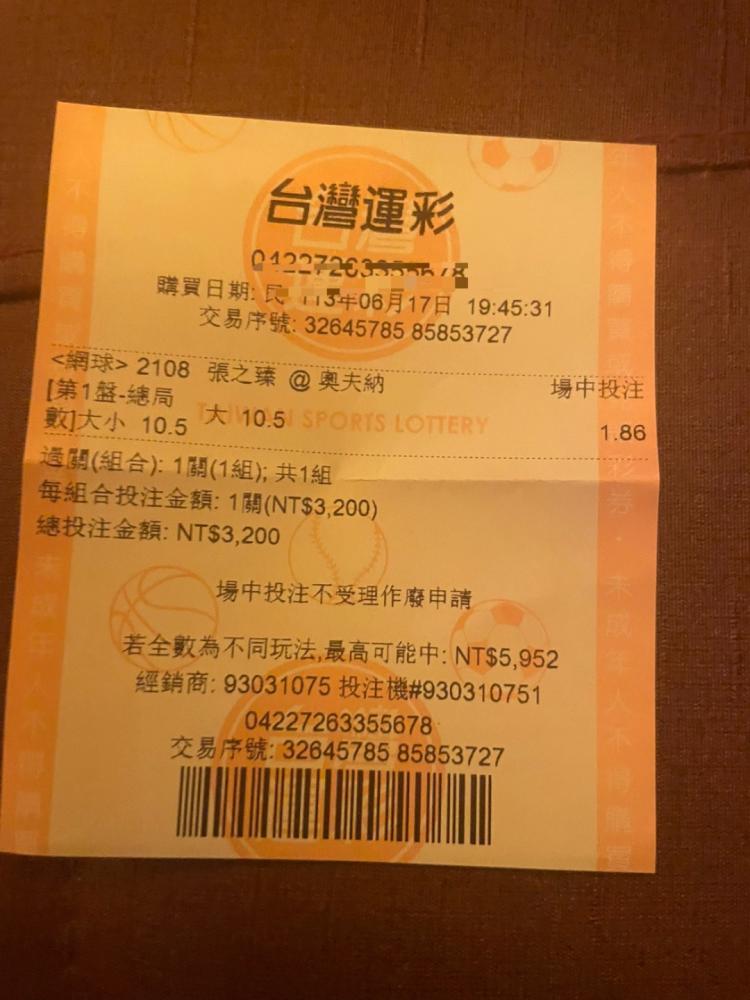 台灣運彩
購買日期: 民 113年06月17日 19:45:31
交易序號: 32645785 85853727
<網球> 2108 張之臻 @ 奧夫納 場中投注
[第1盤-總局
數]大小 10.5 大 10.5 1.86
TAIWAN SPORTS LOTTERY
過關(組合): 1關(1組); 共1組
每組合投注金額: 1關(NT$3,200)
總投注金額: NT$3,200
場中投注不受理作廢申請
若全數為不同玩法,最高可能中: NT$5,952
經銷商: 93031075 投注機#930310751
04227263355678
交易序號: 32645785 85853727